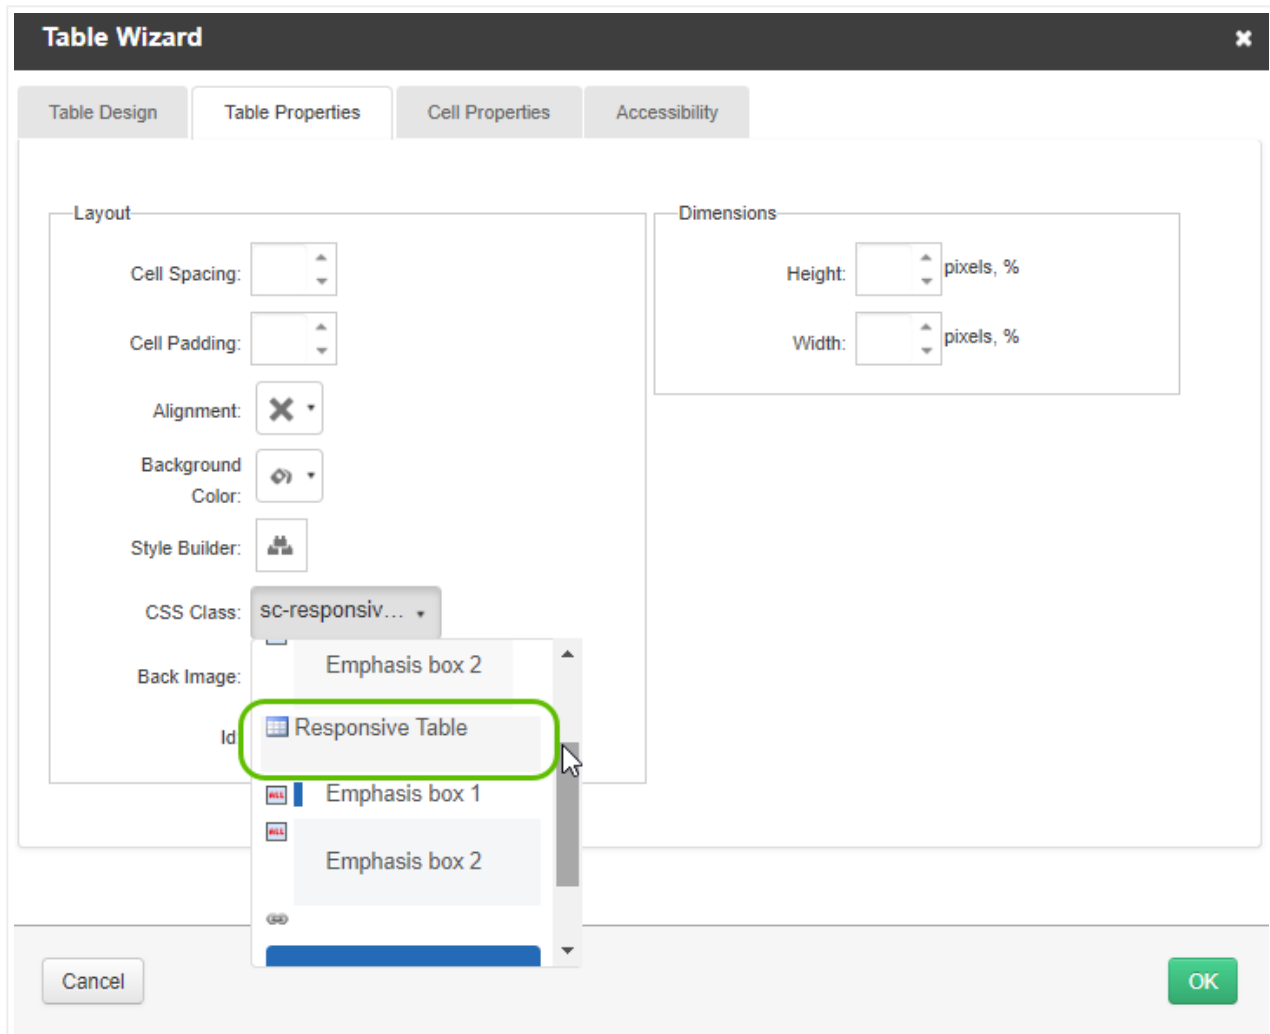 Table Wizard
Table Design Table Properties Cell Properties Accessibility
Layout
Cell Spacing:
Cell Padding:
Alignment:
Background
Color:
Style Builder:
CSS Class: sc-responsiv...
Back Image:
Id
Emphasis box 2
Responsive Table
ALL Emphasis box 1
ALL
Emphasis box 2
Dimensions
Height: pixels, %
Width: pixels, %
Cancel OK